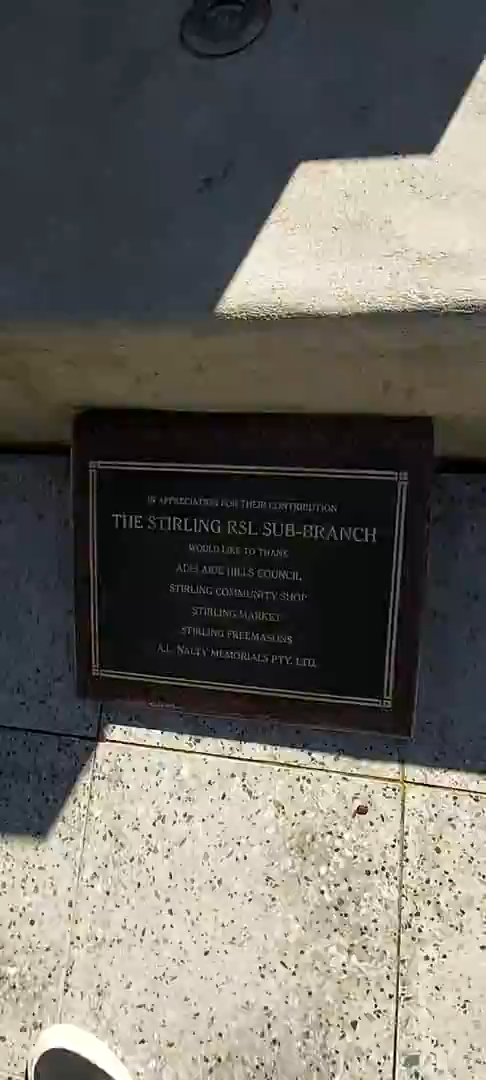 IN APPRECIATION FOR THEIR CONTRIBUTION
THE STIRLING RSL SUB-BRANCH
WOULD LIKE TO THANK
ADELAIDE HILLS COUNCIL
STIRLING COMMUNITY SHOP
STIRLING MARKET
STIRLING FREEMASONS
A.L. NALTY MEMORIALS PTY. LTD.